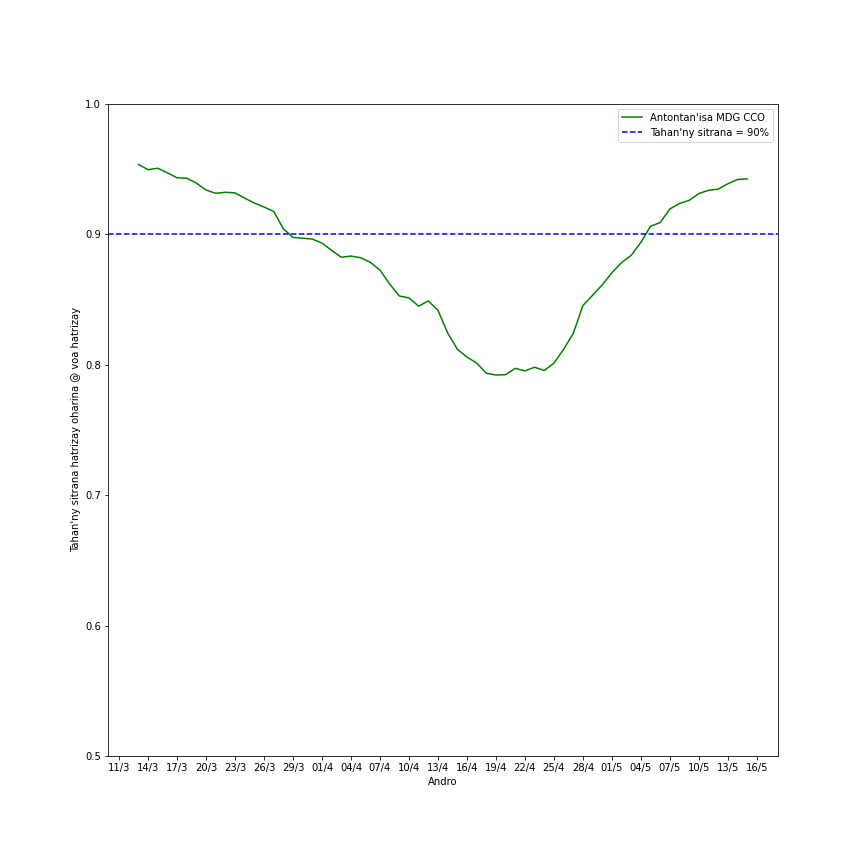 1.0
Antontan'isa MDG CCO
Tahan'ny sitrana = 90%
0.9
0.8
0.7
0.6
0.5
Tahan'ny sitrana hatrizay oharina @ voa hatrizay
11/3 14/3 17/3 20/3 23/3 26/3 29/3 01/4 04/4 07/4 10/4 13/4 16/4 19/4 22/4 25/4 28/4 01/5 04/5 07/5 10/5 13/5 16/5
Andro